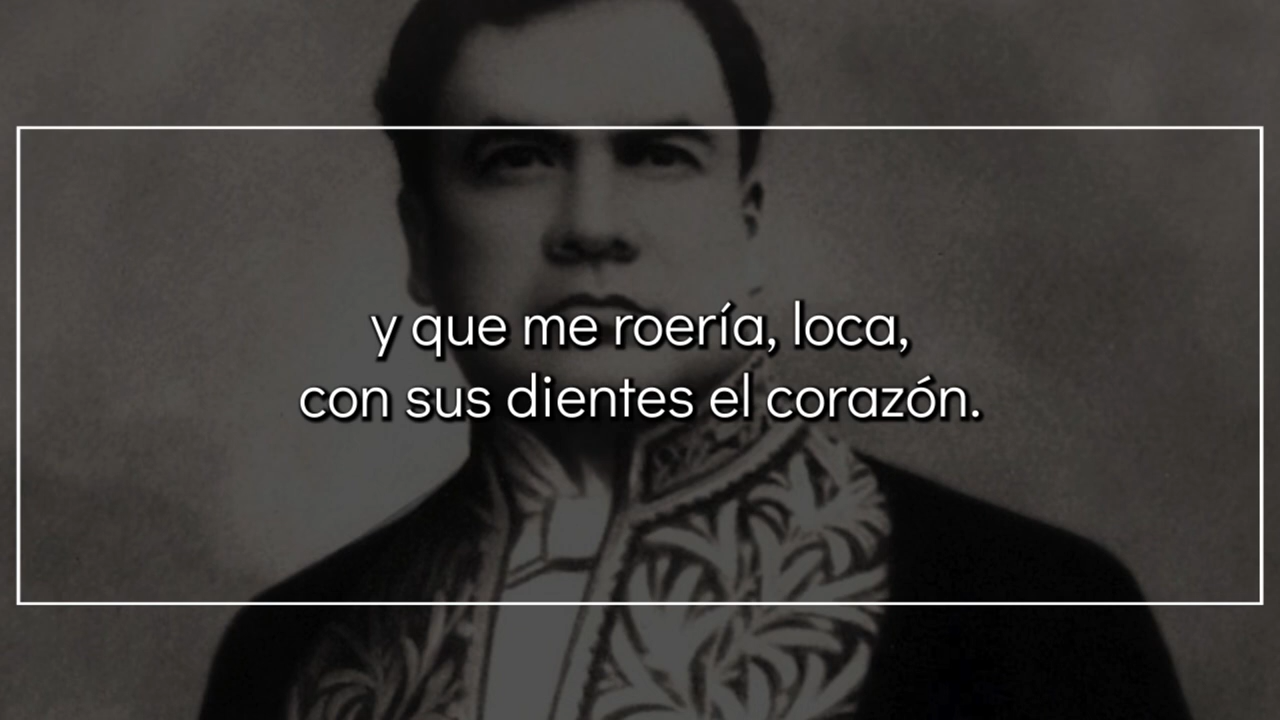 y que me roería, loca,
con sus dientes el corazón.